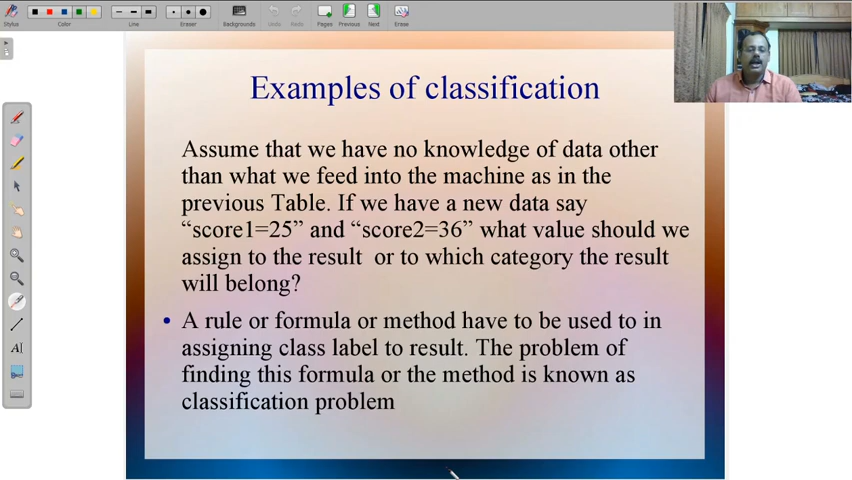 Stylus
Color
Line
Eraser
Backgrounds
Undo
Redo
Pages
Previous
Next
Erase
Examples of classification
Assume that we have no knowledge of data other
than what we feed into the machine as in the
previous Table. If we have a new data say
“score1=25” and “score2=36” what value should we
assign to the result or to which category the result
will belong?
• A rule or formula or method have to be used to in
assigning class label to result. The problem of
finding this formula or the method is known as
classification problem